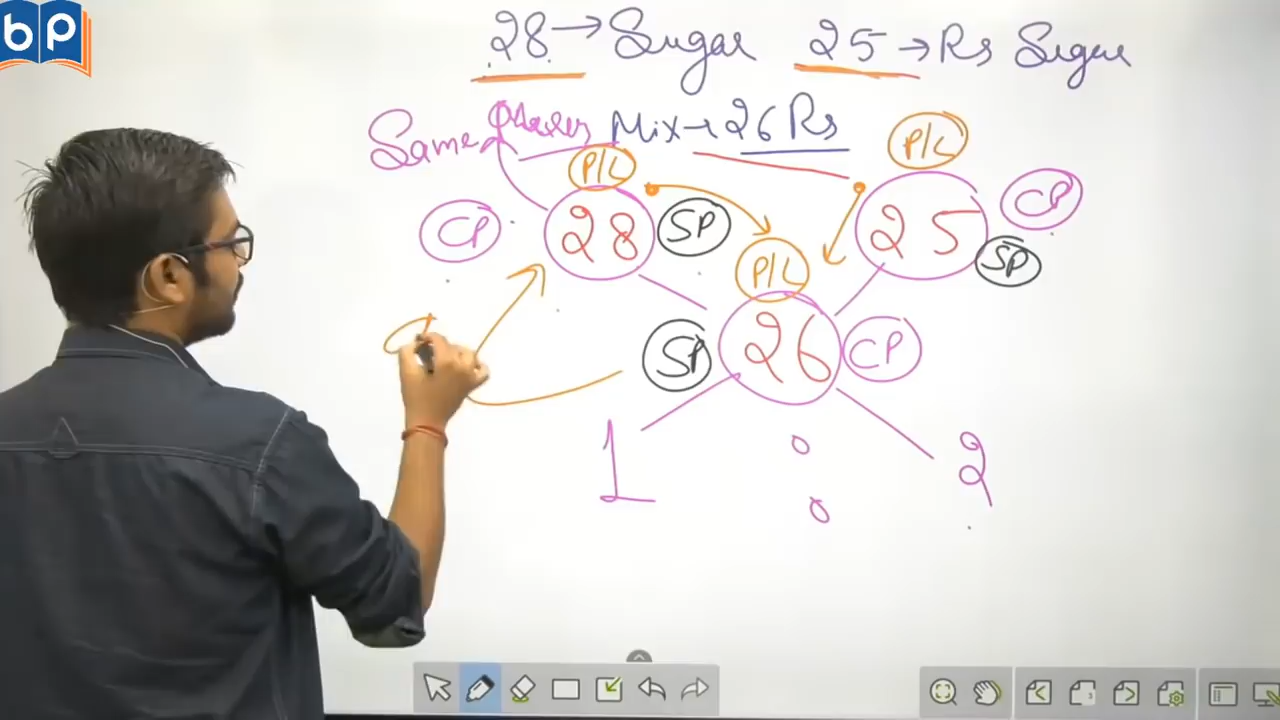 bp
28 → Sugar 25 → Rs Sugar
Same Mix → 26 Rs
P/L P/L
CP 28 SP 25 CP
SP
P/L
SP 26 CP
1 : 2